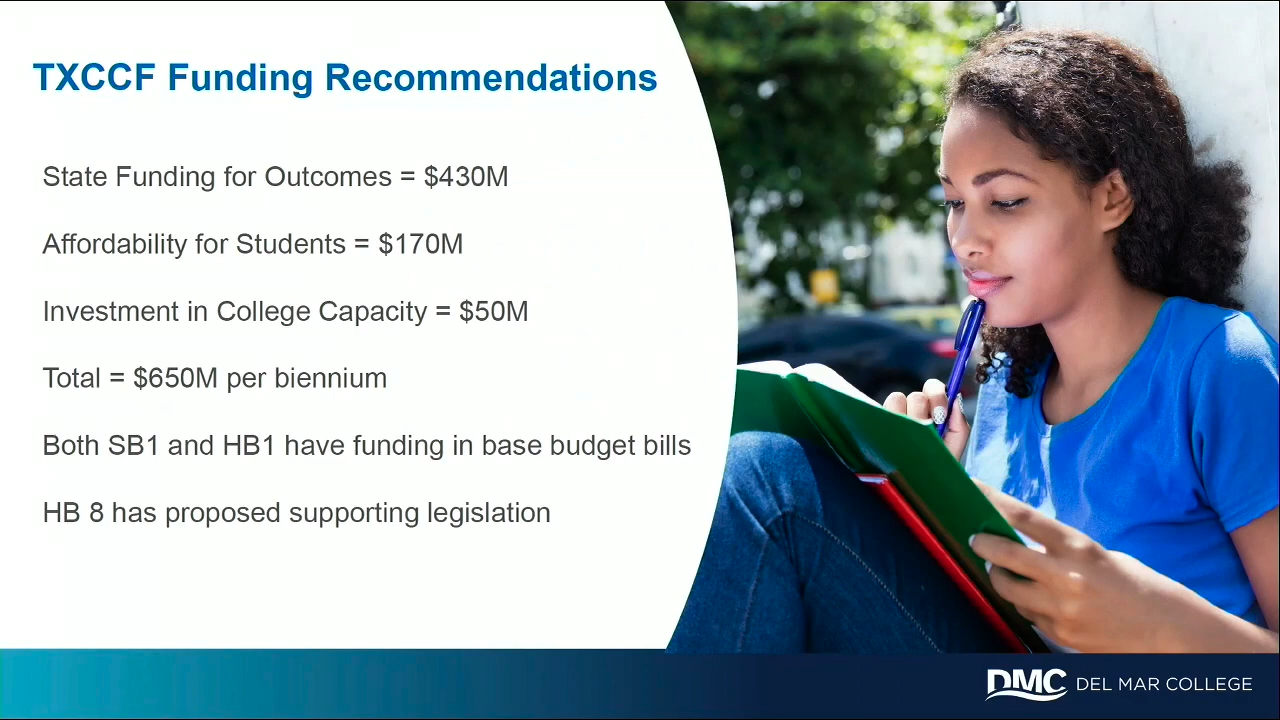 TXCCF Funding Recommendations
State Funding for Outcomes = $430M
Affordability for Students = $170M
Investment in College Capacity = $50M
Total = $650M per biennium
Both SB1 and HB1 have funding in base budget bills
HB 8 has proposed supporting legislation
DMC DEL MAR COLLEGE